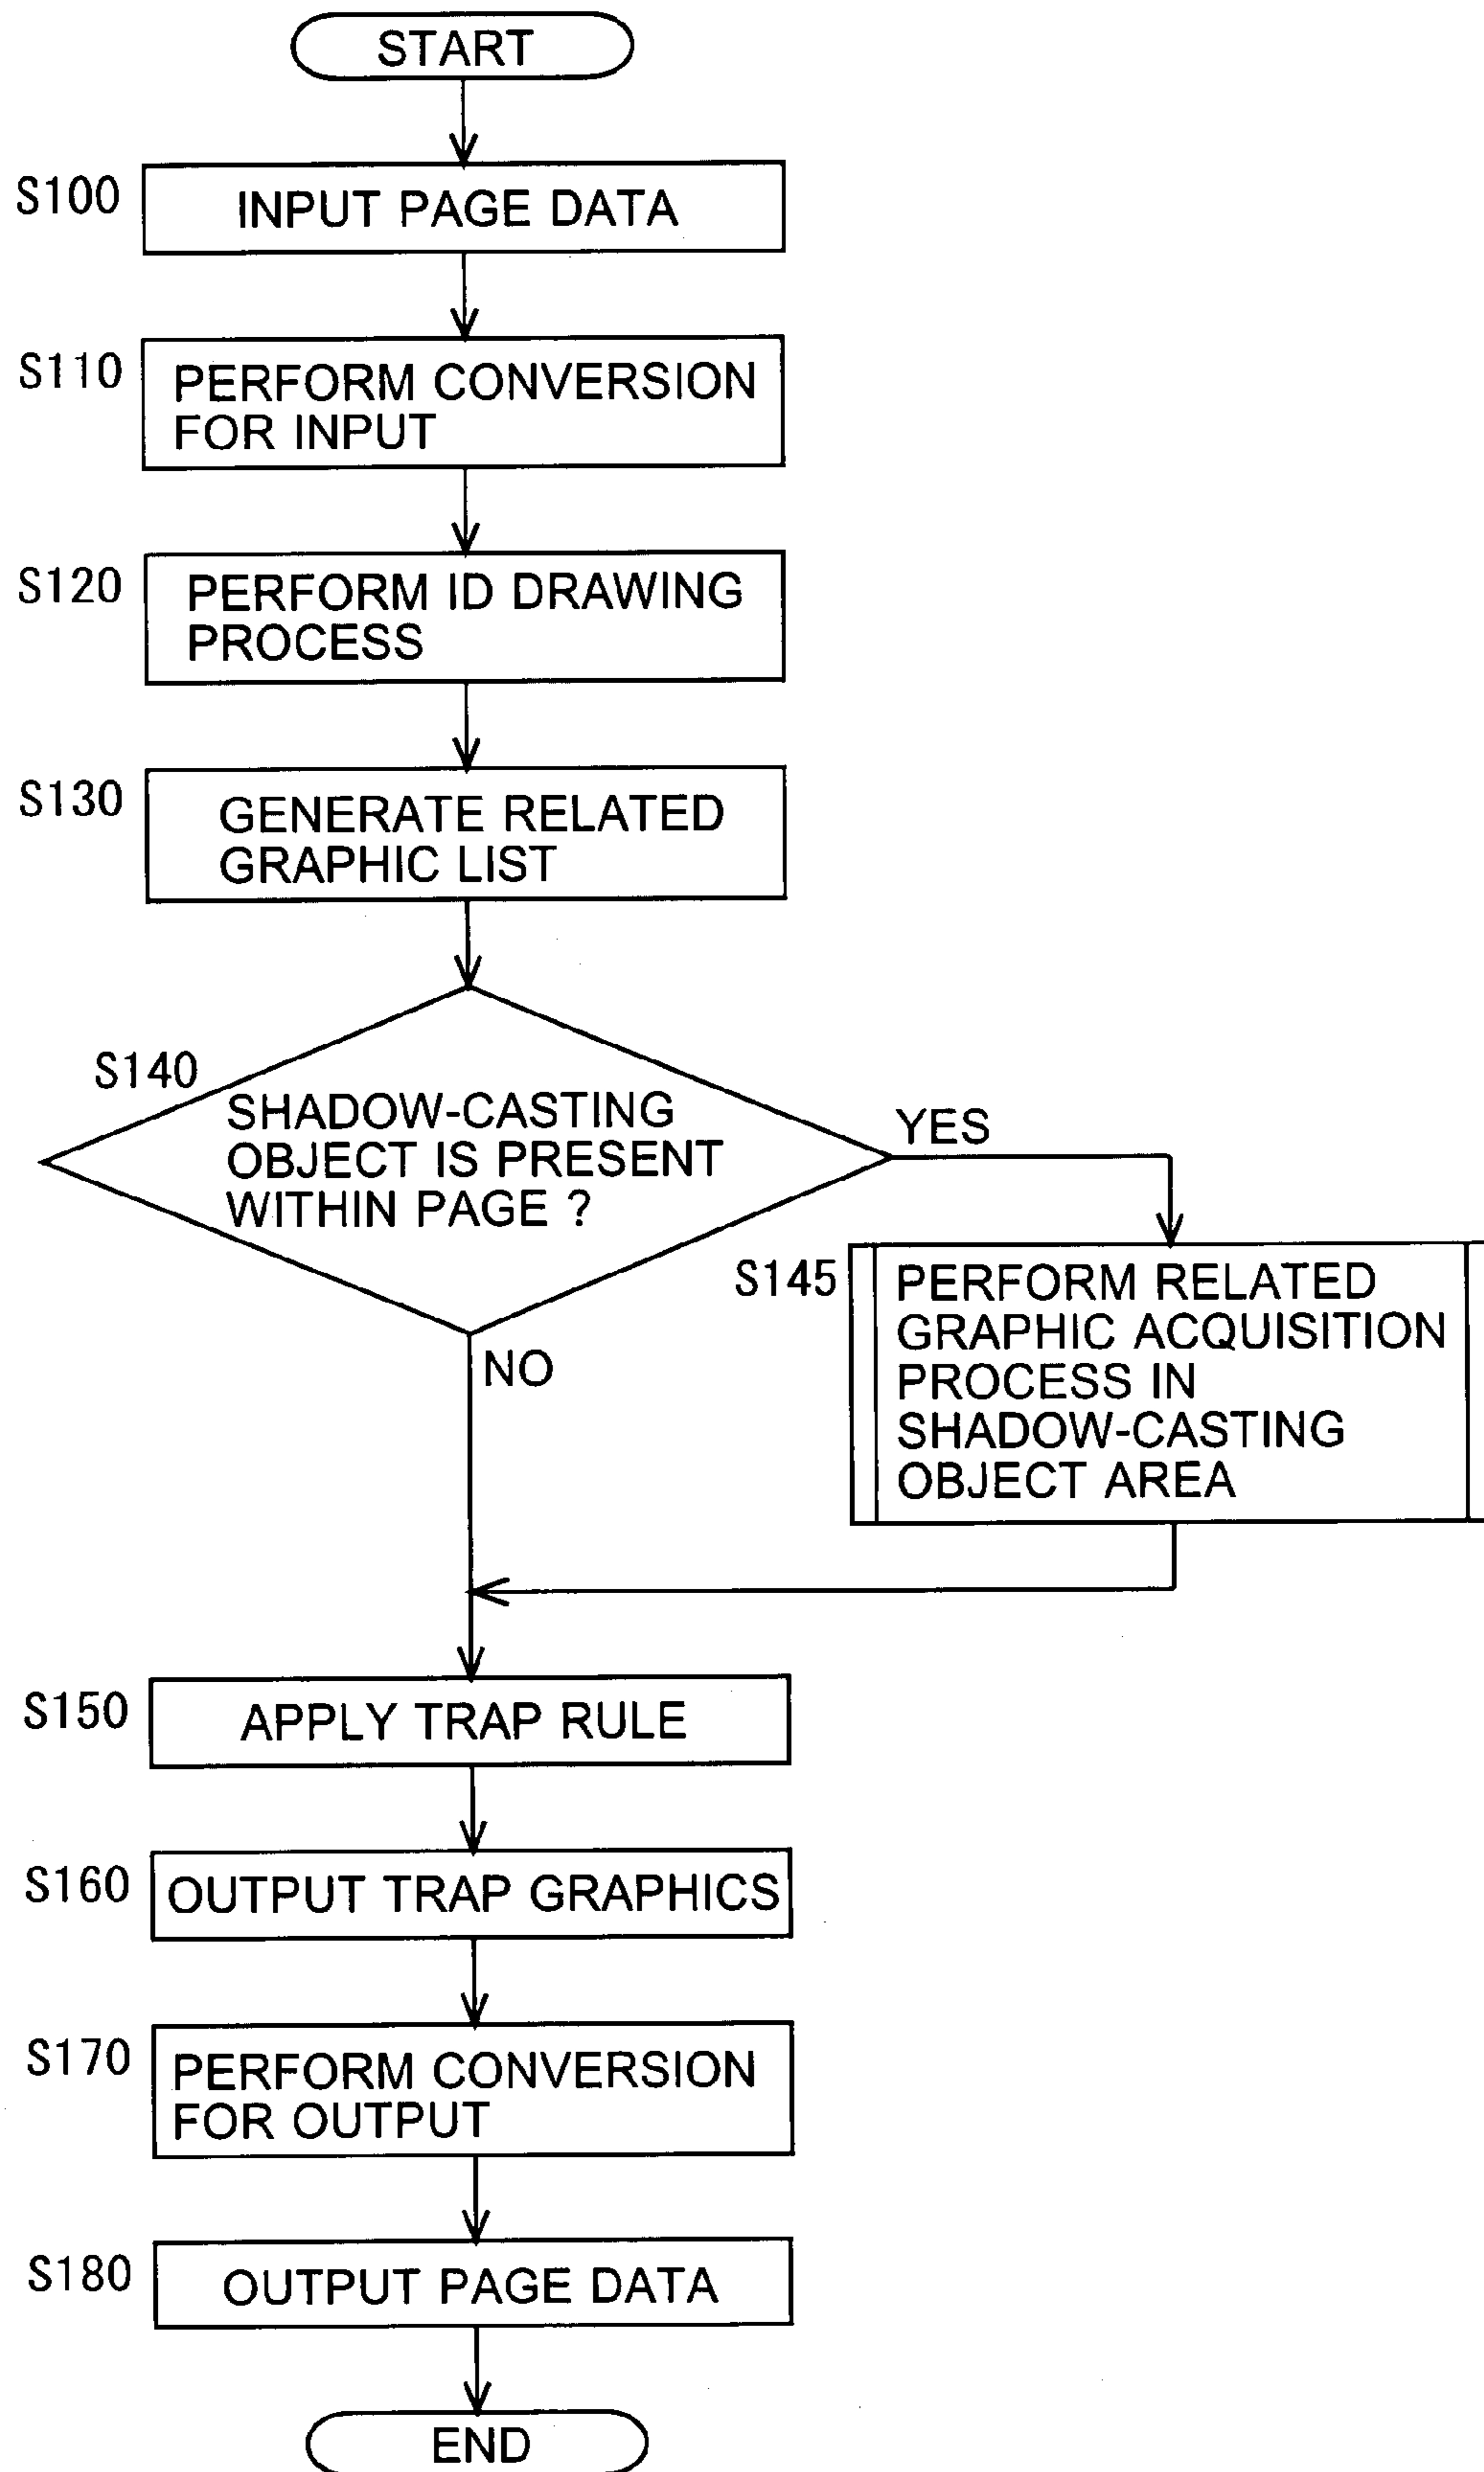 START
S100
INPUT PAGE DATA
S110
PERFORM CONVERSION
FOR INPUT
S120
PERFORM ID DRAWING
PROCESS
S130
GENERATE RELATED
GRAPHIC LIST
S140
SHADOW-CASTING
OBJECT IS PRESENT
WITHIN PAGE ?
YES
NO
S145
PERFORM RELATED
GRAPHIC ACQUISITION
PROCESS IN
SHADOW-CASTING
OBJECT AREA
S150
APPLY TRAP RULE
S160
OUTPUT TRAP GRAPHICS
S170
PERFORM CONVERSION
FOR OUTPUT
S180
OUTPUT PAGE DATA
END